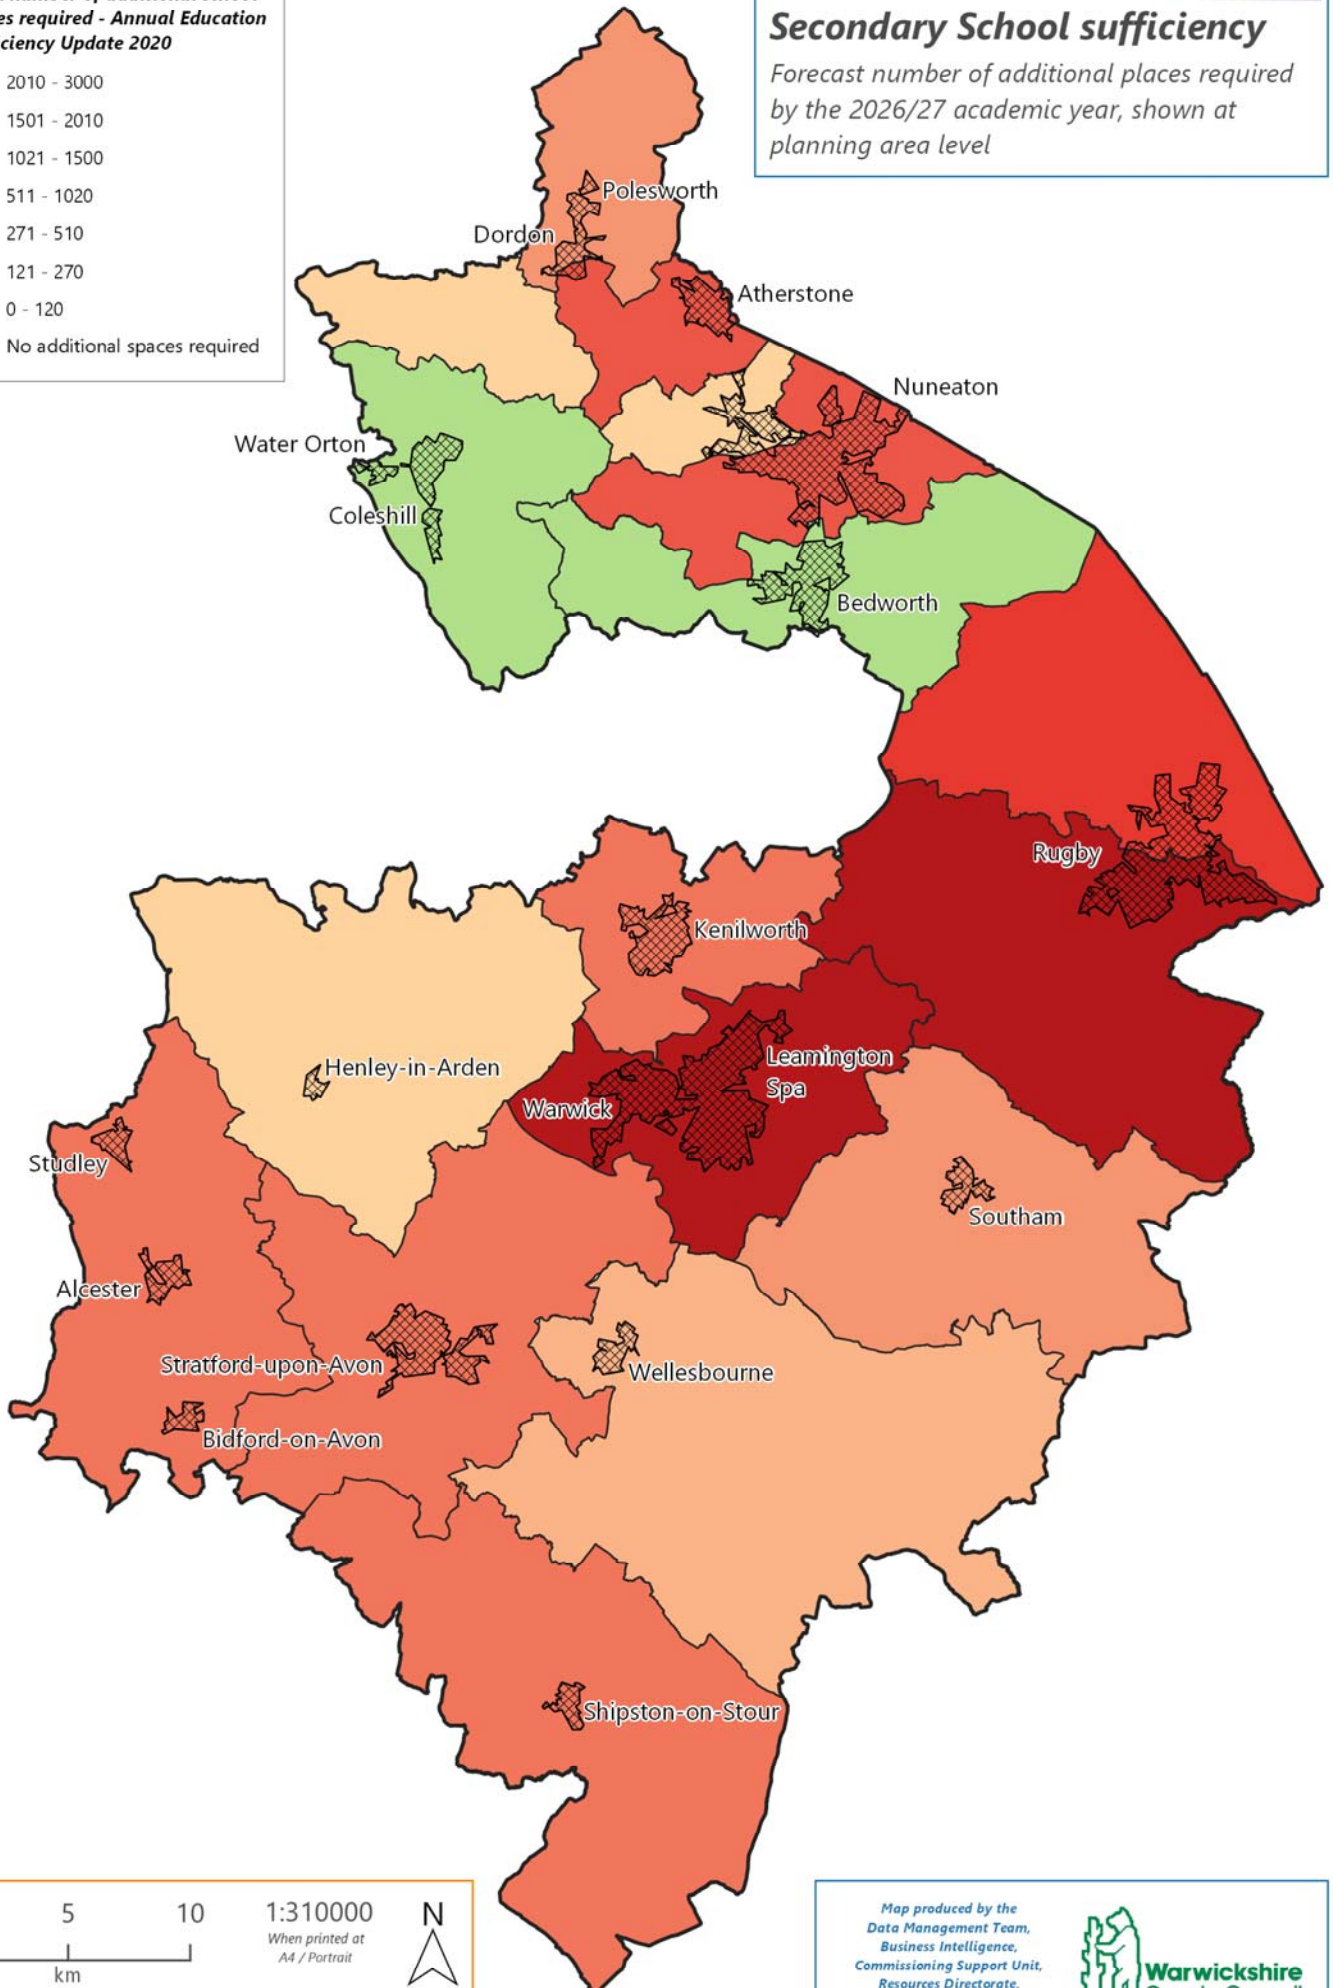 es required - Annual Education
ciency Update 2020
2010 - 3000
1501 - 2010
1021 - 1500
511 - 1020
271 - 510
121 - 270
0 - 120
No additional spaces required
Secondary School sufficiency
Forecast number of additional places required
by the 2026/27 academic year, shown at
planning area level
Polesworth
Dordon
Atherstone
Nuneaton
Water Orton
Coleshill
Bedworth
Rugby
Kenilworth
Leamington
Spa
Henley-in-Arden
Warwick
Studley
Southam
Alcester
Stratford-upon-Avon
Wellesbourne
Bidford-on-Avon
Shipston-on-Stour
5
10
km
1:310000
When printed at
A4 / Portrait
N
Map produced by the
Data Management Team,
Business Intelligence,
Commissioning Support Unit,
Resources Directorate.
Warwickshire